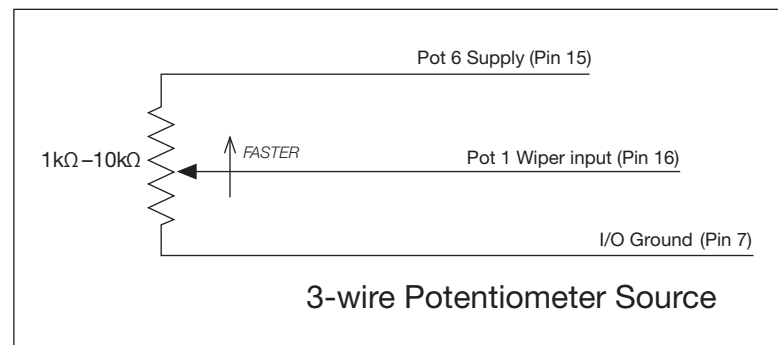 Pot 6 Supply (Pin 15)
1kΩ–10kΩ
FASTER
Pot 1 Wiper input (Pin 16)
I/O Ground (Pin 7)
3-wire Potentiometer Source